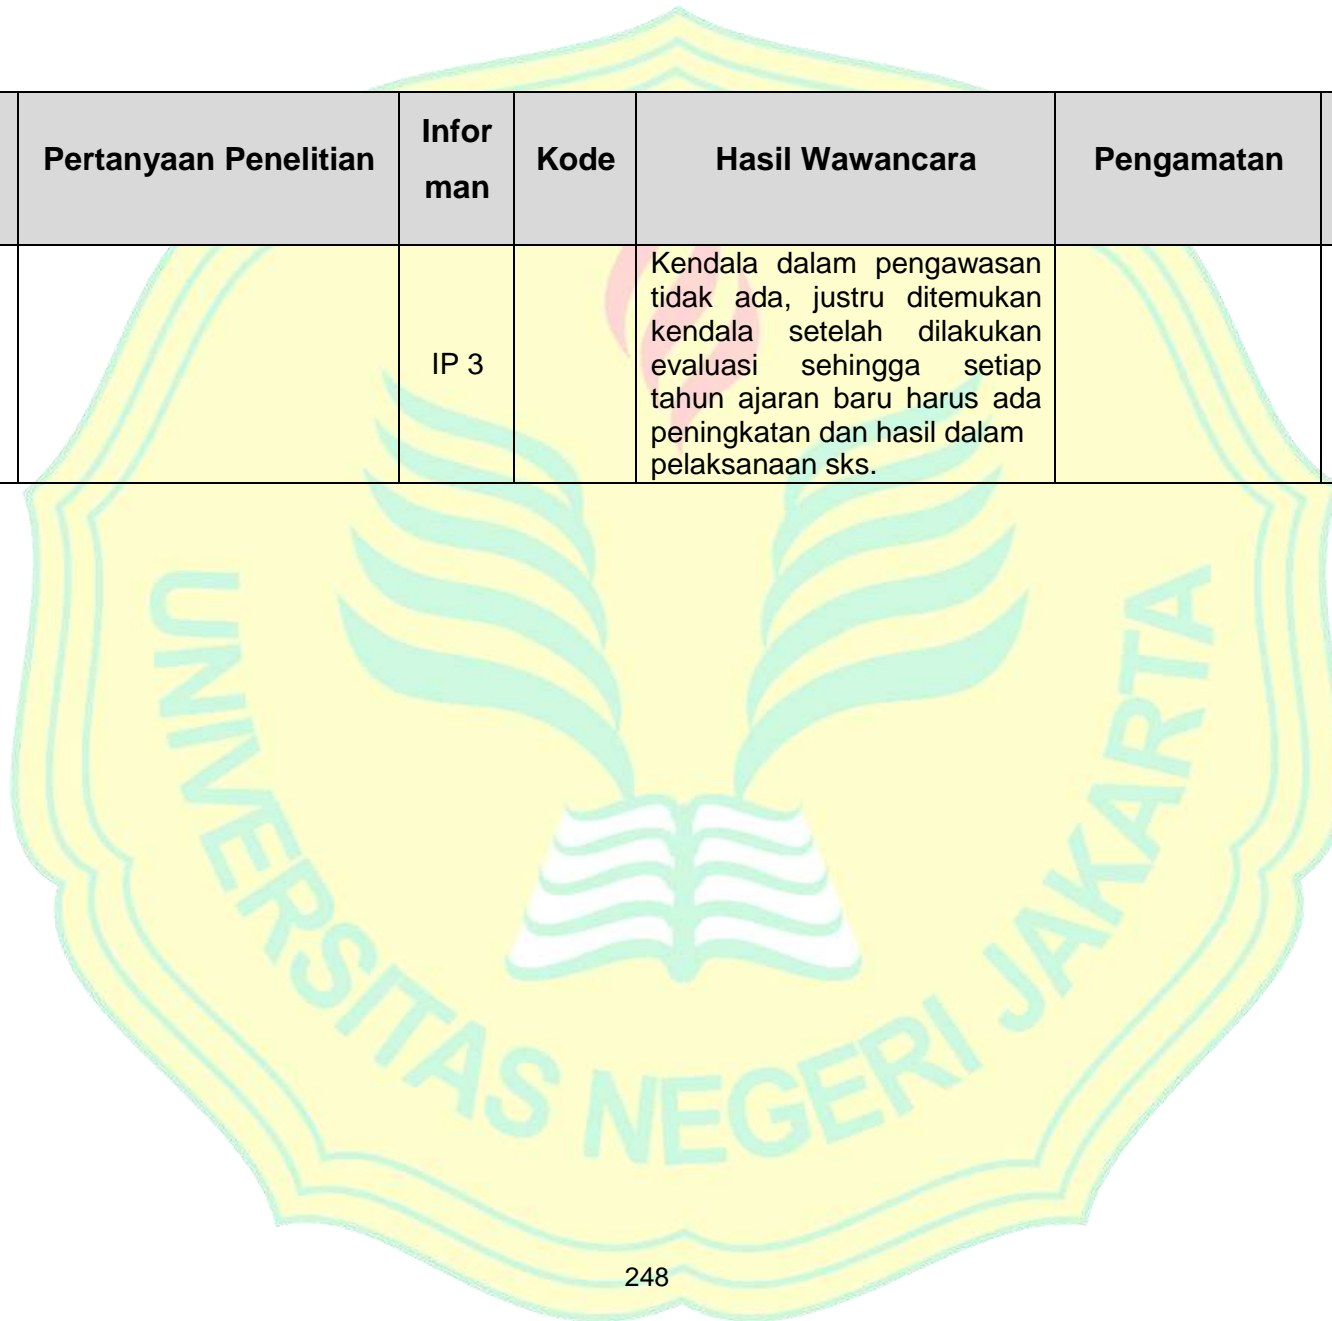 Pertanyaan Penelitian
Infor
man
Kode
Hasil Wawancara
Pengamatan
IP 3
Kendala dalam pengawasan
tidak ada, justru ditemukan
kendala setelah dilakukan
evaluasi sehingga setiap
tahun ajaran baru harus ada
peningkatan dan hasil dalam
pelaksanaan sks.
UNIVERSITAS NEGERI JAKARTA
248